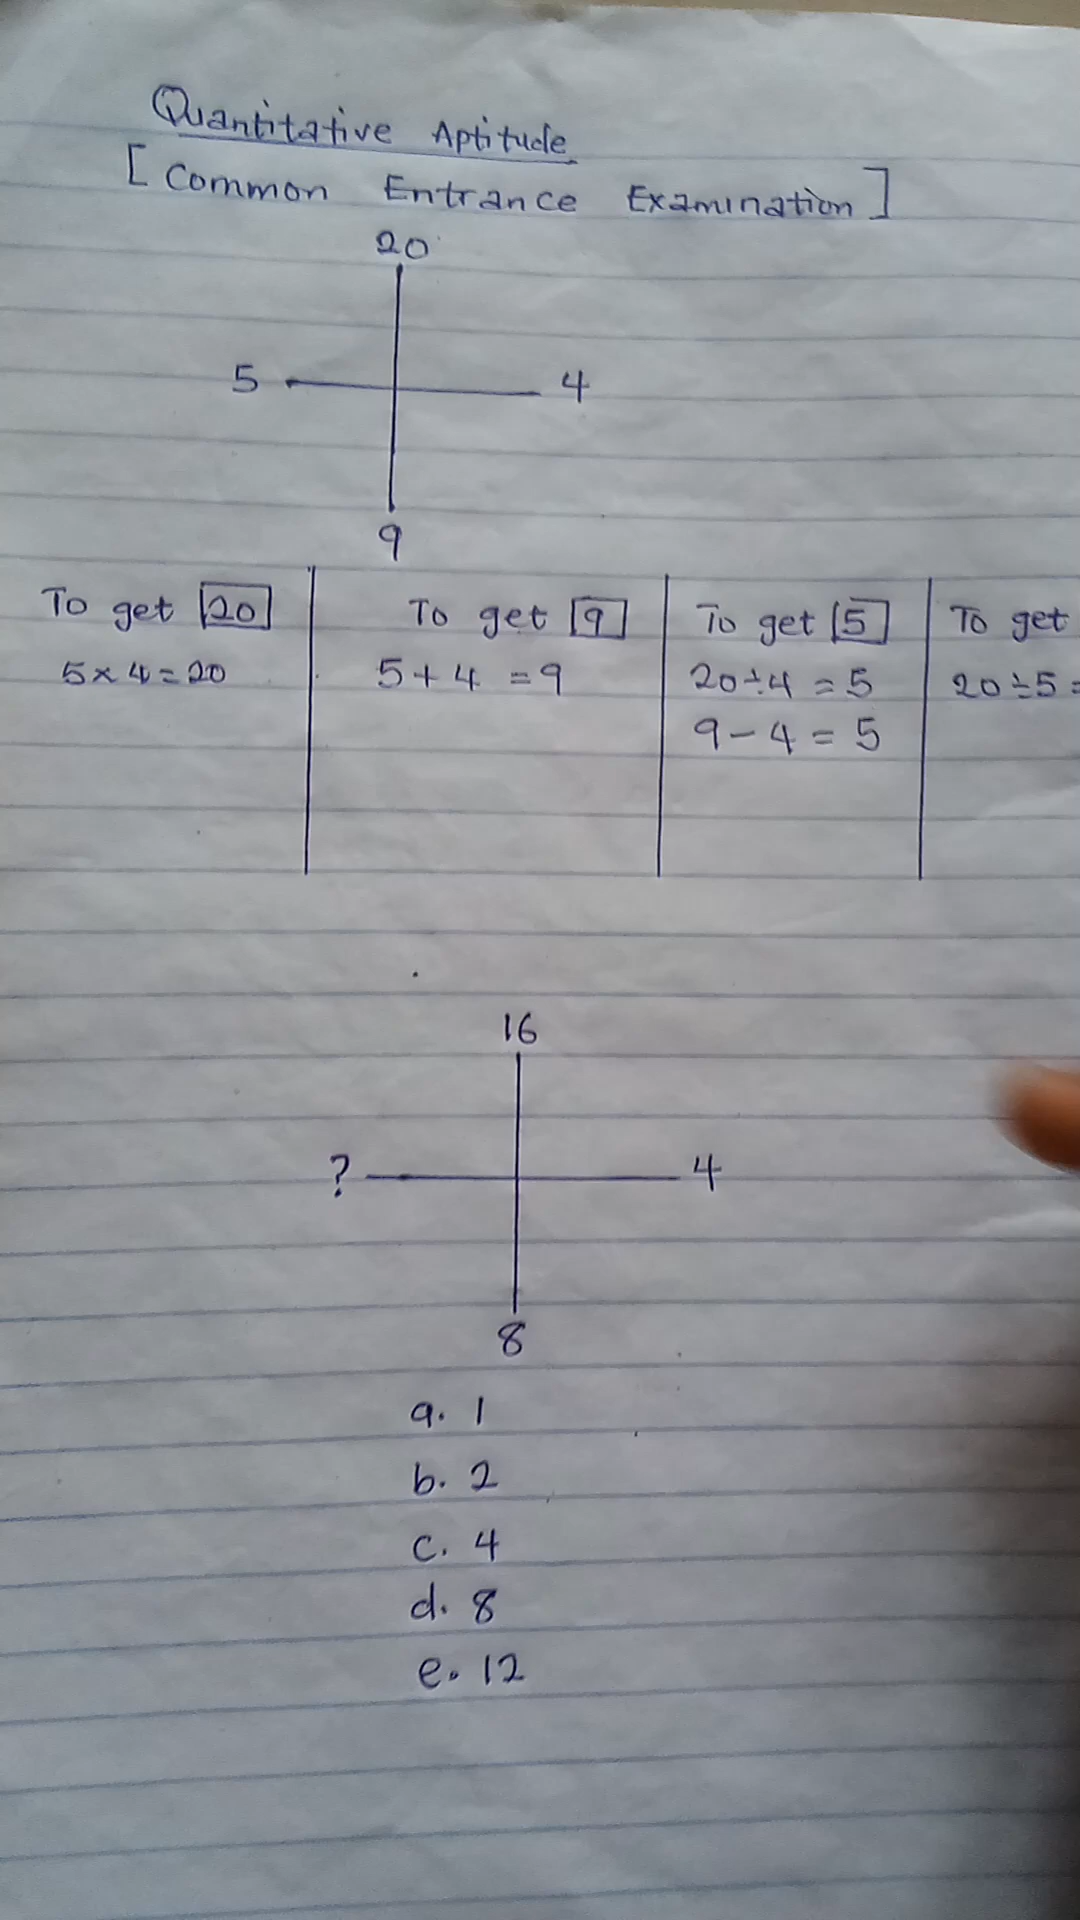 Quantitative Aptitude
[Common Entrance Examination]
20
5 4
9
To get 20 To get 9 To get 5 To get
5 × 4 = 20 5 + 4 = 9 20 ÷ 4 = 5 20 ÷ 5 =
9 - 4 = 5
16
? 4
8
a. 1
b. 2
c. 4
d. 8
e. 12